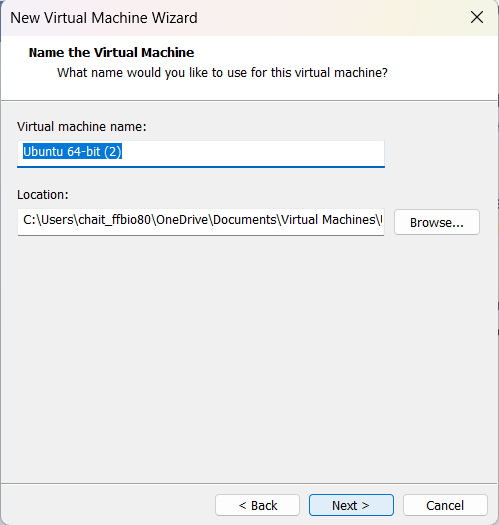 New Virtual Machine Wizard
Name the Virtual Machine
What name would you like to use for this virtual machine?
Virtual machine name:
Ubuntu 64-bit (2)
Location:
C:\Users\chait_ffbio80\OneDrive\Documents\Virtual Machines\U
Browse...
< Back
Next >
Cancel